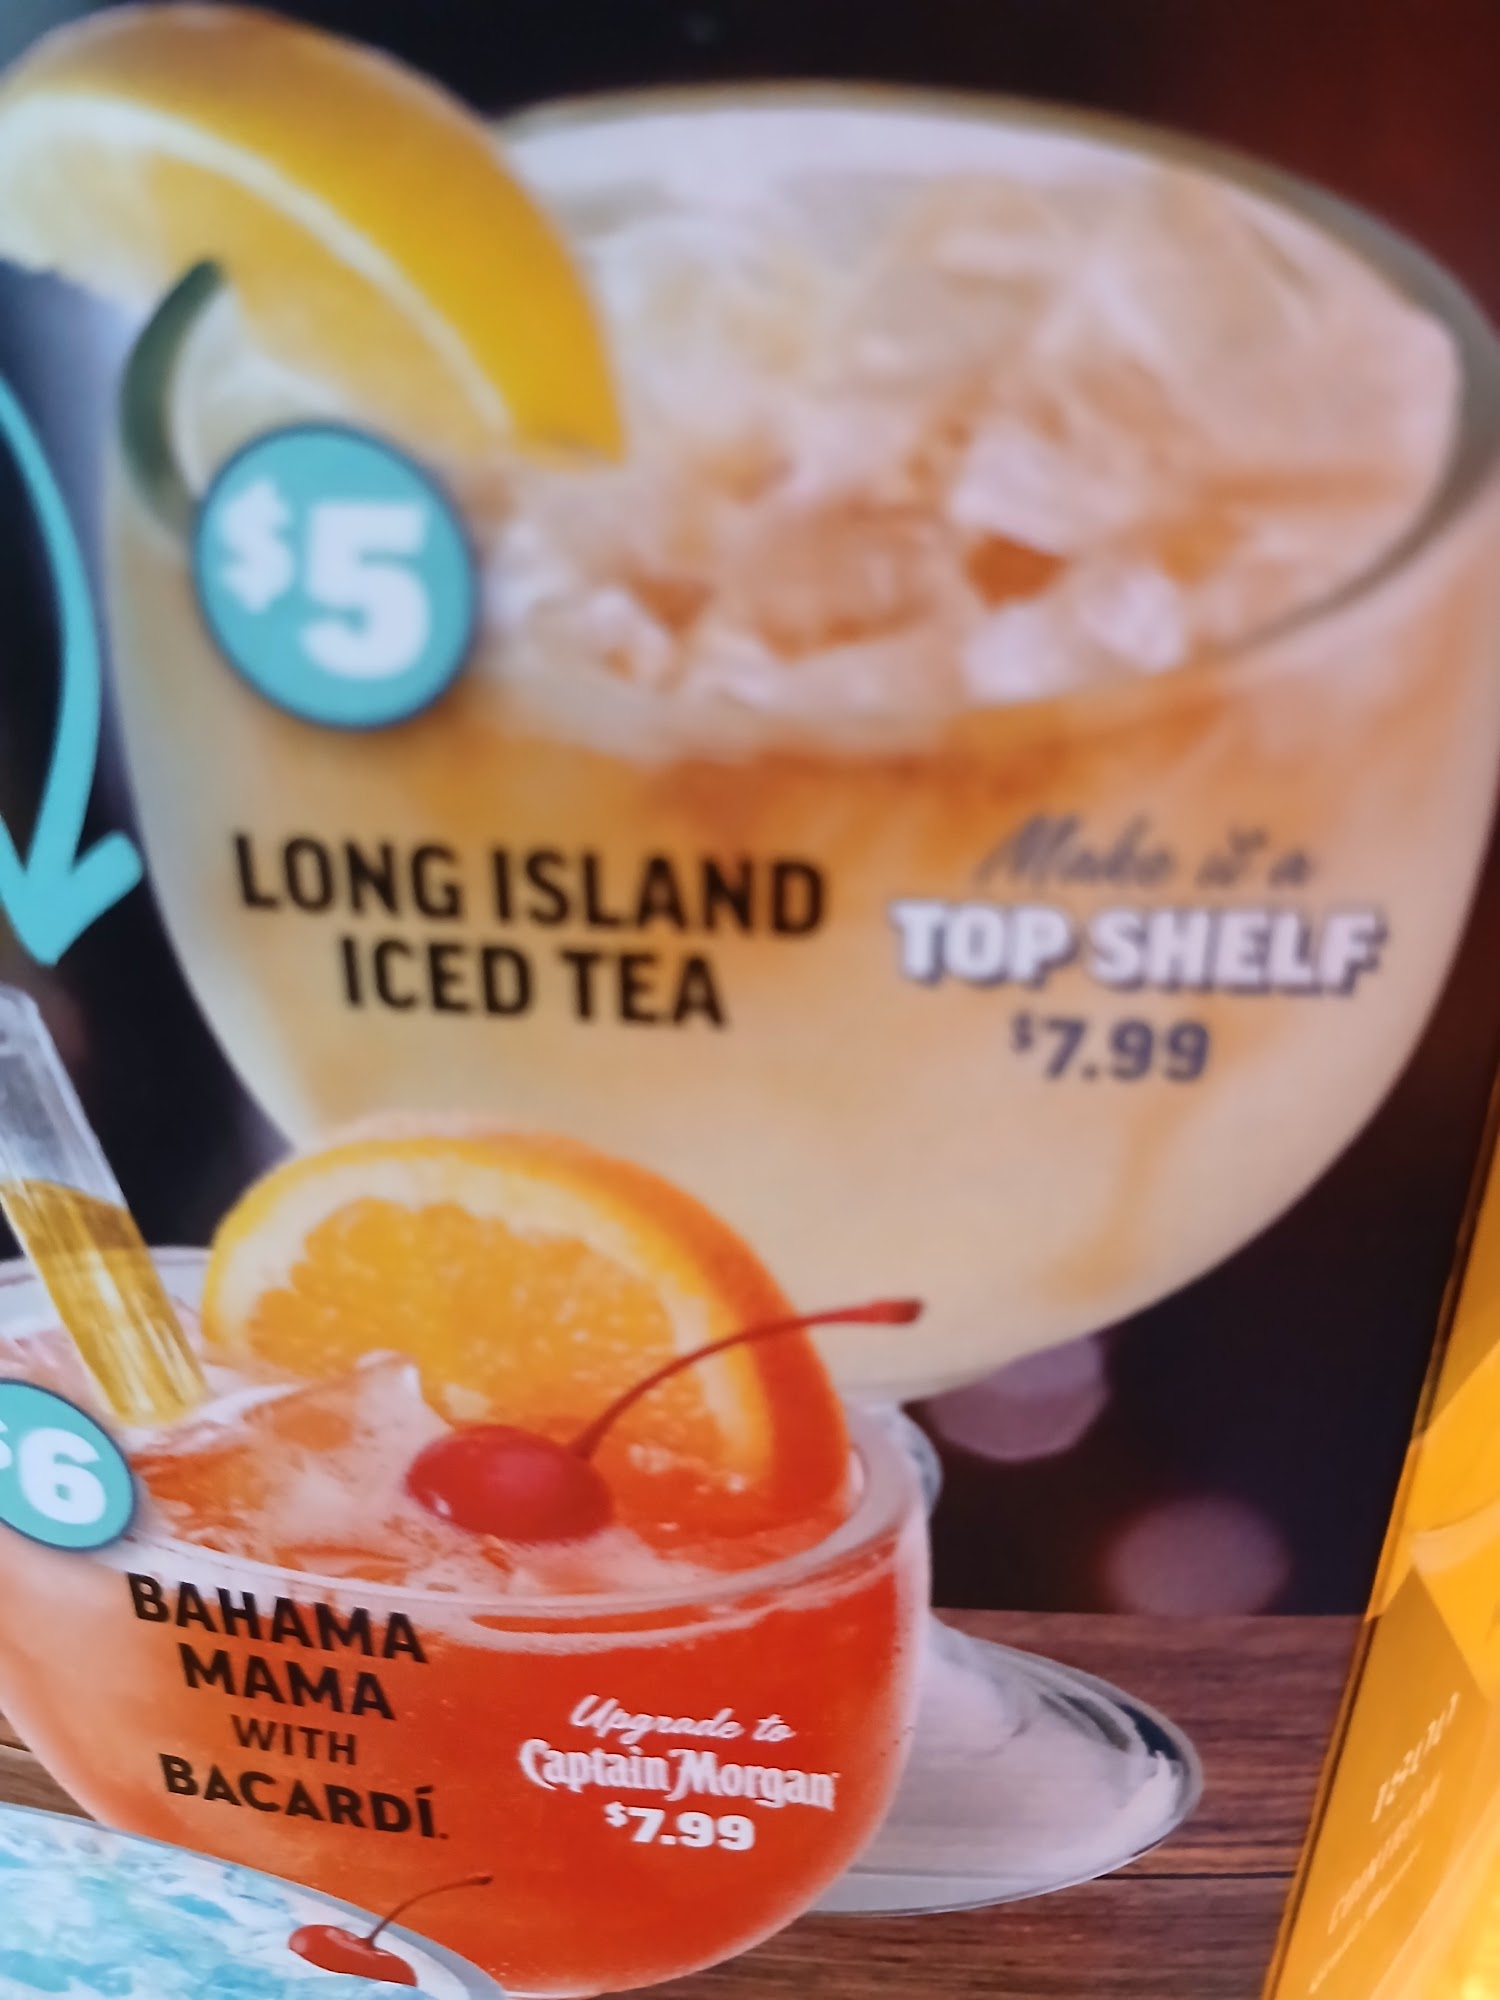 $5
LONG ISLAND
ICED TEA
Make it a
TOP SHELF
$7.99
$6
BAHAMA
MAMA
WITH
BACARDÍ
Upgrade to
Captain Morgan
$7.99